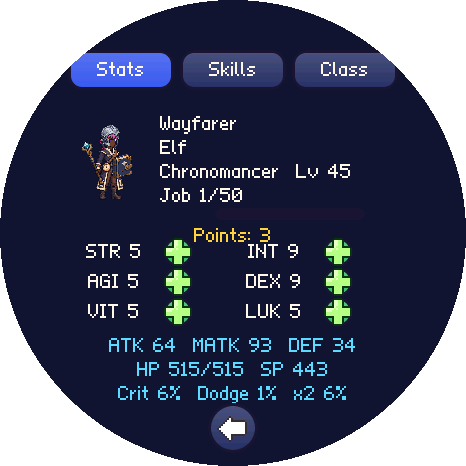 Stats Skills Class
Wayfarer
Elf
Chronomancer Lv 45
Job 1/50
Points: 3
STR 5 INT 9
AGI 5 DEX 9
VIT 5 LUK 5
ATK 64 MATK 93 DEF 34
HP 515/515 SP 443
Crit 6% Dodge 1% x2 6%